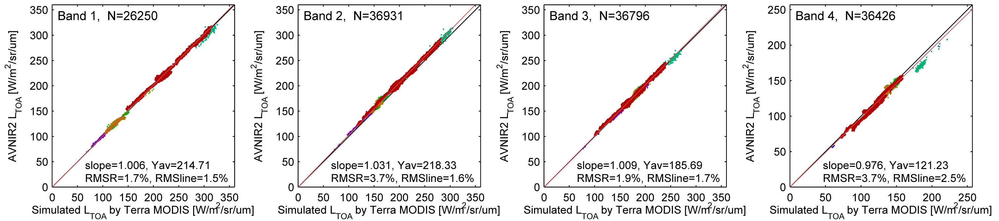 Band 1, N=26250
350
300
250
200
150
100
50
0
AVNIR2 L_TOA [W/m²/sr/um]
slope=1.006, Yav=214.71
RMSR=1.7%, RMSline=1.5%
0 50 100 150 200 250 300 350
Simulated L_TOA by Terra MODIS [W/m²/sr/um]
Band 2, N=36931
350
300
250
200
150
100
50
0
AVNIR2 L_TOA [W/m²/sr/um]
slope=1.031, Yav=218.33
RMSR=3.7%, RMSline=1.6%
0 50 100 150 200 250 300 350
Simulated L_TOA by Terra MODIS [W/m²/sr/um]
Band 3, N=36796
350
300
250
200
150
100
50
0
AVNIR2 L_TOA [W/m²/sr/um]
slope=1.009, Yav=185.69
RMSR=1.9%, RMSline=1.7%
0 50 100 150 200 250 300 350
Simulated L_TOA by Terra MODIS [W/m²/sr/um]
Band 4, N=36426
250
200
150
100
50
0
AVNIR2 L_TOA [W/m²/sr/um]
slope=0.976, Yav=121.23
RMSR=3.7%, RMSline=2.5%
0 50 100 150 200 250
Simulated L_TOA by Terra MODIS [W/m²/sr/um]